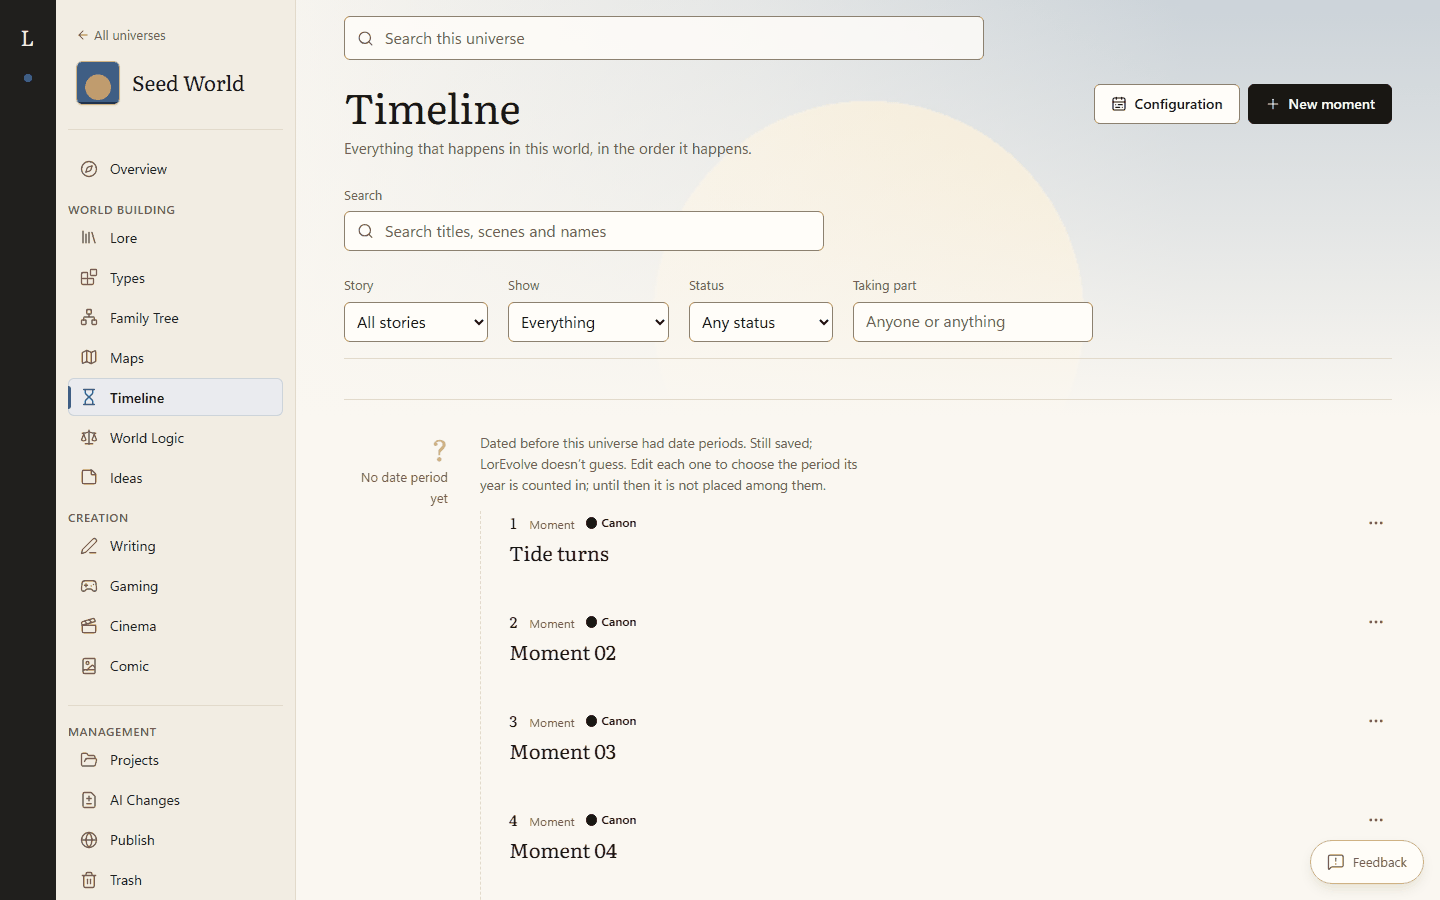 L
All universes
Seed World
Overview
WORLD BUILDING
Lore
Types
Family Tree
Maps
Timeline
World Logic
Ideas
CREATION
Writing
Gaming
Cinema
Comic
MANAGEMENT
Projects
AI Changes
Publish
Trash
Search this universe
Timeline
Everything that happens in this world, in the order it happens.
Configuration
New moment
Search
Search titles, scenes and names
Story
Show
Status
Taking part
All stories
Everything
Any status
Anyone or anything
?
No date period
yet
Dated before this universe had date periods. Still saved;
LorEvolve doesn’t guess. Edit each one to choose the period its
year is counted in; until then it is not placed among them.
1 Moment Canon
Tide turns
2 Moment Canon
Moment 02
3 Moment Canon
Moment 03
4 Moment Canon
Moment 04
Feedback